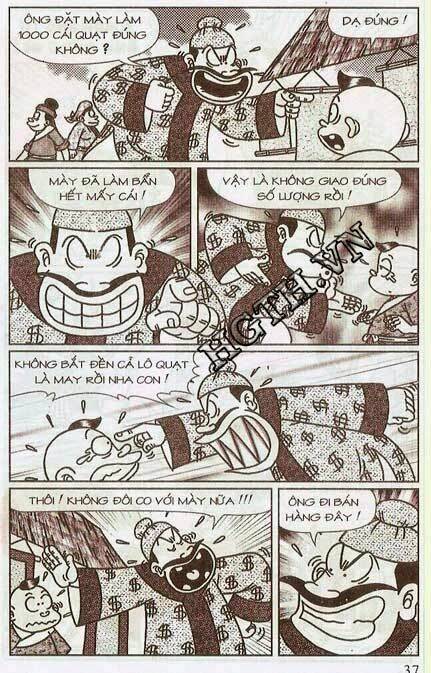 ÔNG ĐẶT MÀY LÀM
1000 CÁI QUẠT ĐÚNG
KHÔNG ?
DẠ ĐÚNG !
MÀY ĐÃ LÀM BẨN
HẾT MẤY CÁI !
VẬY LÀ KHÔNG GIAO ĐÚNG
SỐ LƯỢNG RỒI !
HGTH.VN
KHÔNG BẮT ĐỀN CẢ LÔ QUẠT
LÀ MAY RỒI NHA CON !
THÔI ! KHÔNG ĐÔI CO VỚI MÀY NỮA !!!
ÔNG ĐI BÁN
HÀNG ĐÂY !
37